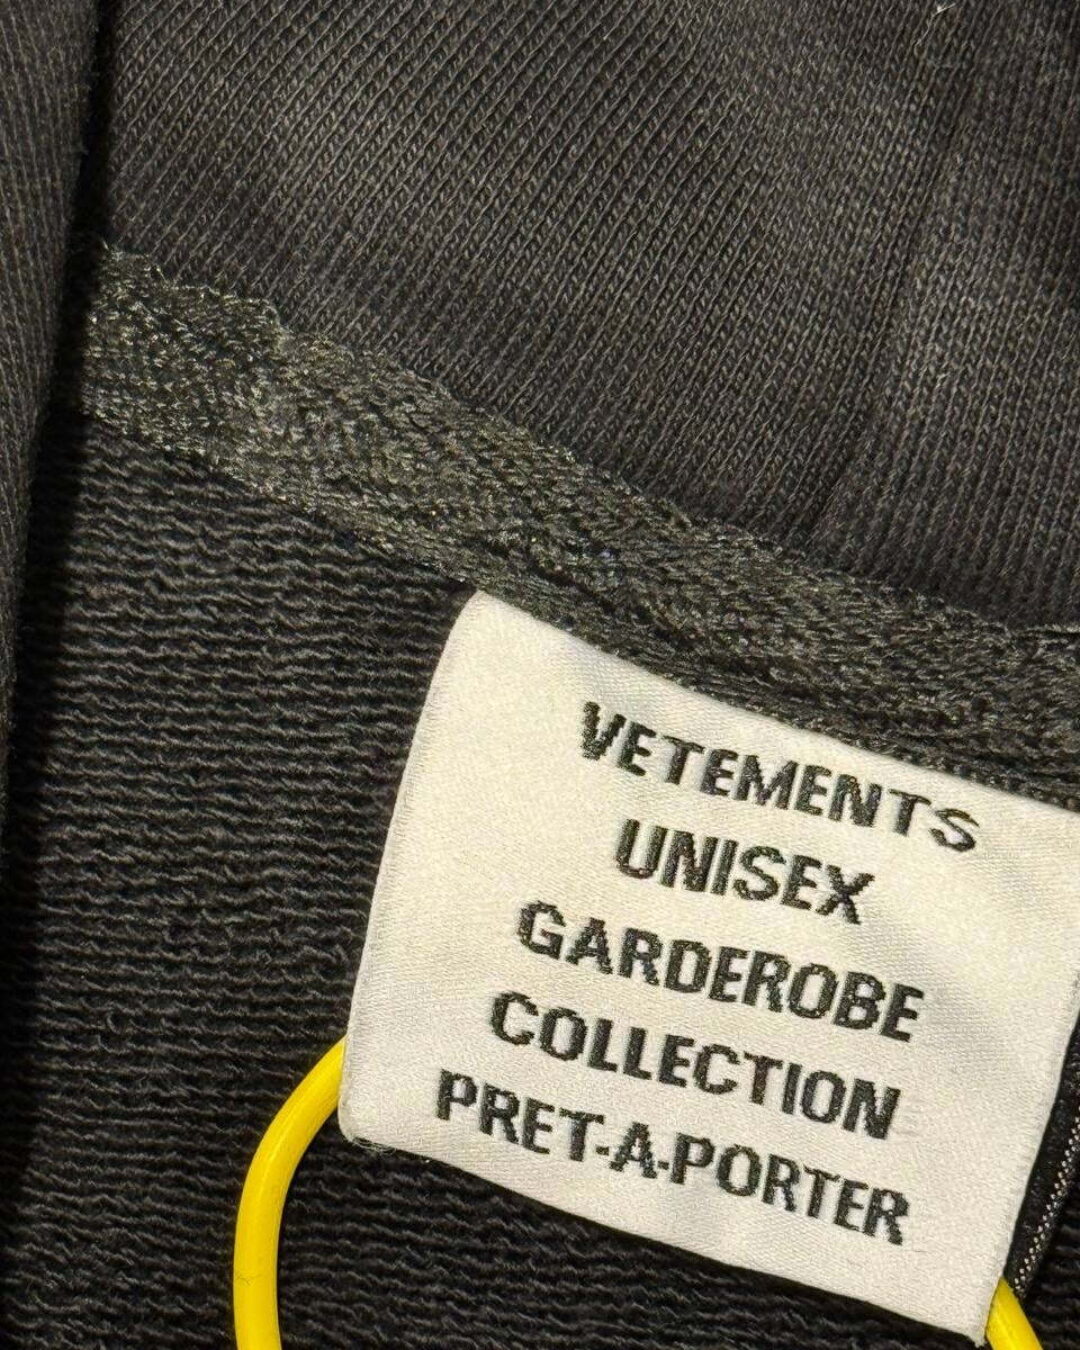 VETEMENTS
UNISEX
GARDEROBE
COLLECTION
PRET-A-PORTER